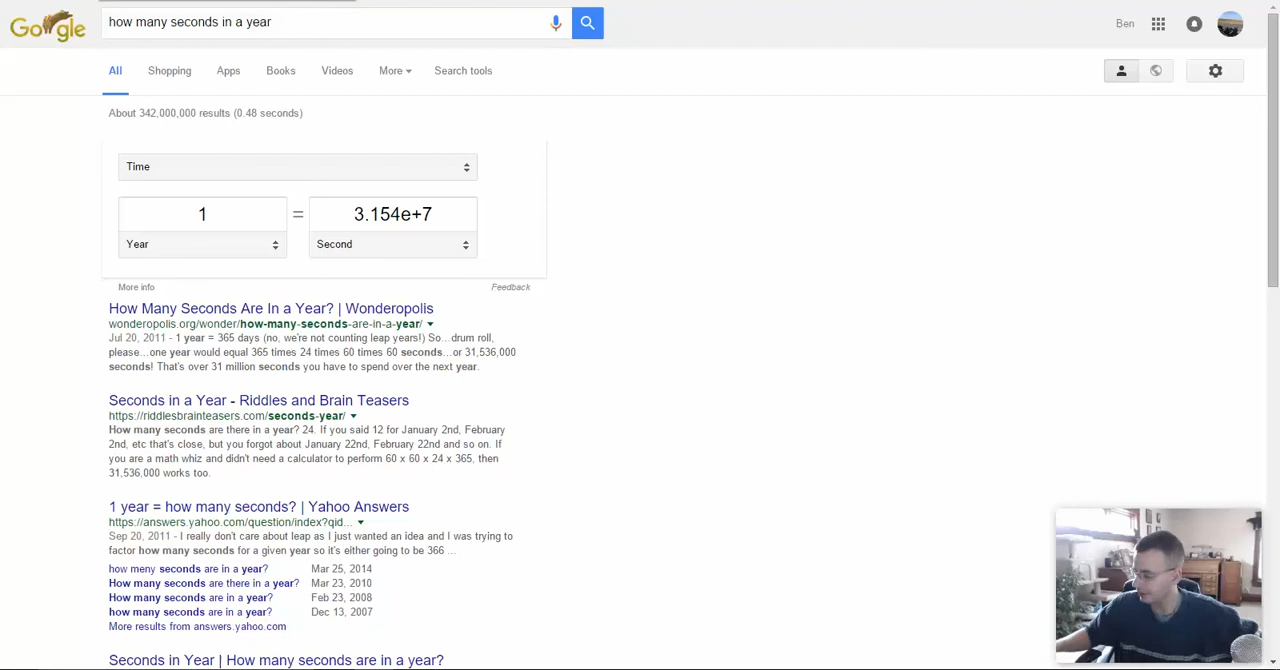 Google
how many seconds in a year
Ben
All
Shopping
Apps
Books
Videos
More
Search tools
About 342,000,000 results (0.48 seconds)
Time
1
=
3.154e+7
Year
Second
More info
Feedback
How Many Seconds Are In a Year? | Wonderopolis
wonderopolis.org/wonder/how-many-seconds-are-in-a-year/
Jul 20, 2011 - 1 year = 365 days (no, we're not counting leap years!) So...drum roll,
please...one year would equal 365 times 24 times 60 times 60 seconds...or 31,536,000
seconds! That's over 31 million seconds you have to spend over the next year.
Seconds in a Year - Riddles and Brain Teasers
https://riddlesbrainteasers.com/seconds-year/
How many seconds are there in a year? 24. If you said 12 for January 2nd, February
2nd, etc that's close, but you forgot about January 22nd, February 22nd and so on. If
you are a math whiz and didn't need a calculator to perform 60 x 60 x 24 x 365, then
31,536,000 works too.
1 year = how many seconds? | Yahoo Answers
https://answers.yahoo.com/question/index?qid...
Sep 20, 2011 - I really don't care about leap as I just wanted an idea and I was trying to
factor how many seconds for a given year so it's either going to be 366 ...
how meny seconds are in a year? Mar 25, 2014
How many seconds are there in a year? Mar 23, 2010
How many seconds are in a year? Feb 23, 2008
how many seconds are in a year? Dec 13, 2007
More results from answers.yahoo.com
Seconds in Year | How many seconds are in a year?